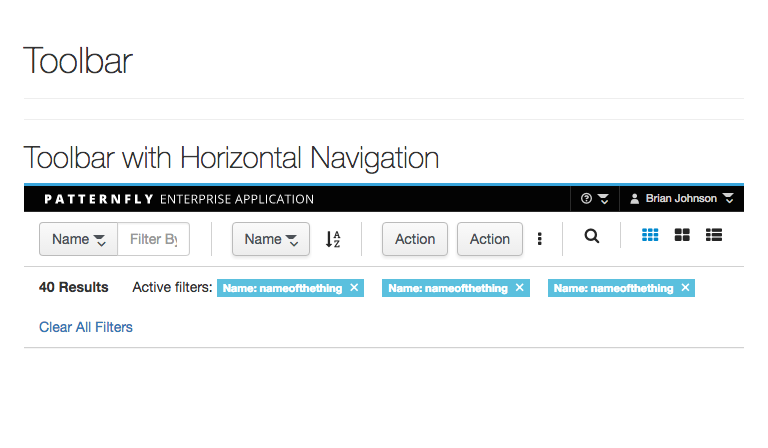 Toolbar
Toolbar with Horizontal Navigation
PATTERNFLY ENTERPRISE APPLICATION Brian Johnson
Name Filter By Name A Z Action Action
40 Results Active filters: Name: nameofthething × Name: nameofthething × Name: nameofthething ×
Clear All Filters